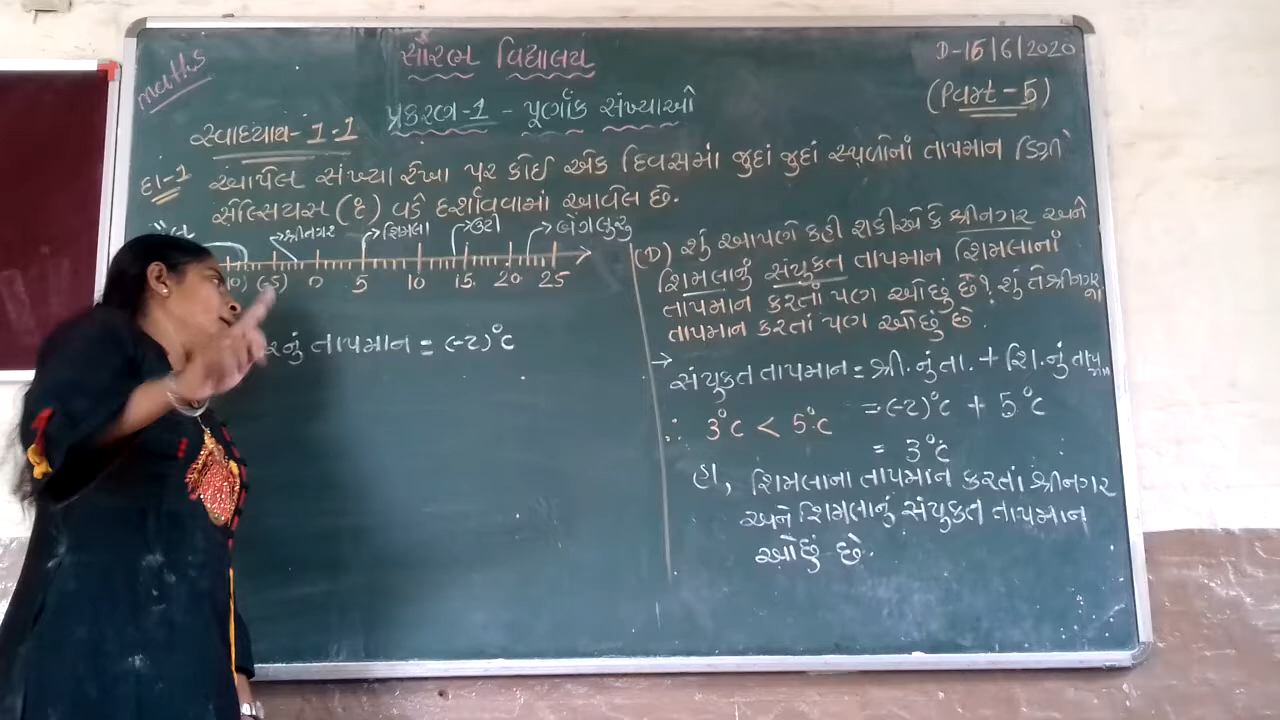 maths
સૌરભ વિદ્યાલય
D-15/6/2020
(Part-5)
પ્રકરણ-1 - પૂર્ણાંક સંખ્યાઓ
સ્વાધ્યાય-1.1
દા-1 આપેલ સંખ્યા રેખા પર કોઈ એક દિવસમાં જુદાં જુદાં સ્થળોનાં તાપમાન ડિગ્રી
સેલ્સિયસ (°c) વડે દર્શાવવામાં આવેલ છે.
શ્રીનગર શિમલા ઉટી બેંગલુરુ
(-5) 0 5 10 15 20 25
નું તાપમાન = (-2)°c
(D) શું આપણે કહી શકીએ કે શ્રીનગર અને
શિમલાનું સંયુક્ત તાપમાન શિમલાનાં
તાપમાન કરતાં પણ ઓછું છે? શું તે શ્રીનગરનાં
તાપમાન કરતાં પણ ઓછું છે.
→ સંયુક્ત તાપમાન = શ્રી.નું તા. + શિ.નું તાપમાન
= (-2)°c + 5°c
∴ 3°c < 5°c
= 3°c
હા, શિમલાના તાપમાન કરતાં શ્રીનગર
અને શિમલાનું સંયુક્ત તાપમાન
ઓછું છે.